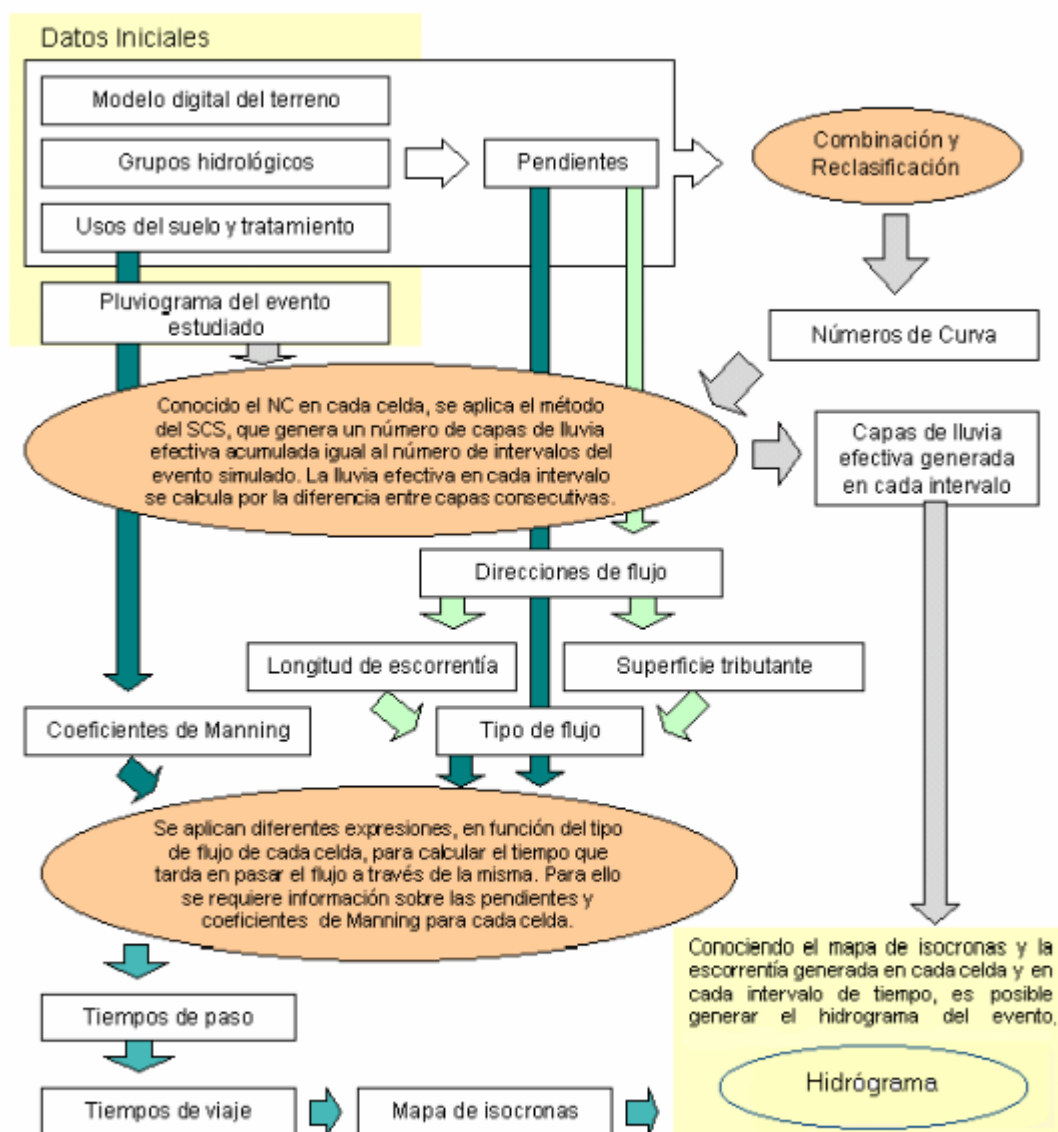 Datos Iniciales
Modelo digital del terreno
Grupos hidrológicos
Pendientes
Usos del suelo y tratamiento
Combinación y
Reclasificación
Pluviograma del evento
estudiado
Números de Curva
Conocido el NC en cada celda, se aplica el método
del SCS, que genera un número de capas de lluvia
efectiva acumulada igual al número de intervalos del
evento simulado. La lluvia efectiva en cada intervalo
se calcula por la diferencia entre capas consecutivas.
Capas de lluvia
efectiva generada
en cada intervalo
Direcciones de flujo
Longitud de escorrentía
Superficie tributante
Coeficientes de Manning
Tipo de flujo
Se aplican diferentes expresiones, en función del tipo
de flujo de cada celda, para calcular el tiempo que
tarda en pasar el flujo a través de la misma. Para ello
se requiere información sobre las pendientes y
coeficientes de Manning para cada celda.
Conociendo el mapa de isocronas y la
escorrentía generada en cada celda y en
cada intervalo de tiempo, es posible
generar el hidrograma del evento.
Tiempos de paso
Hidrógrama
Tiempos de viaje
Mapa de isocronas